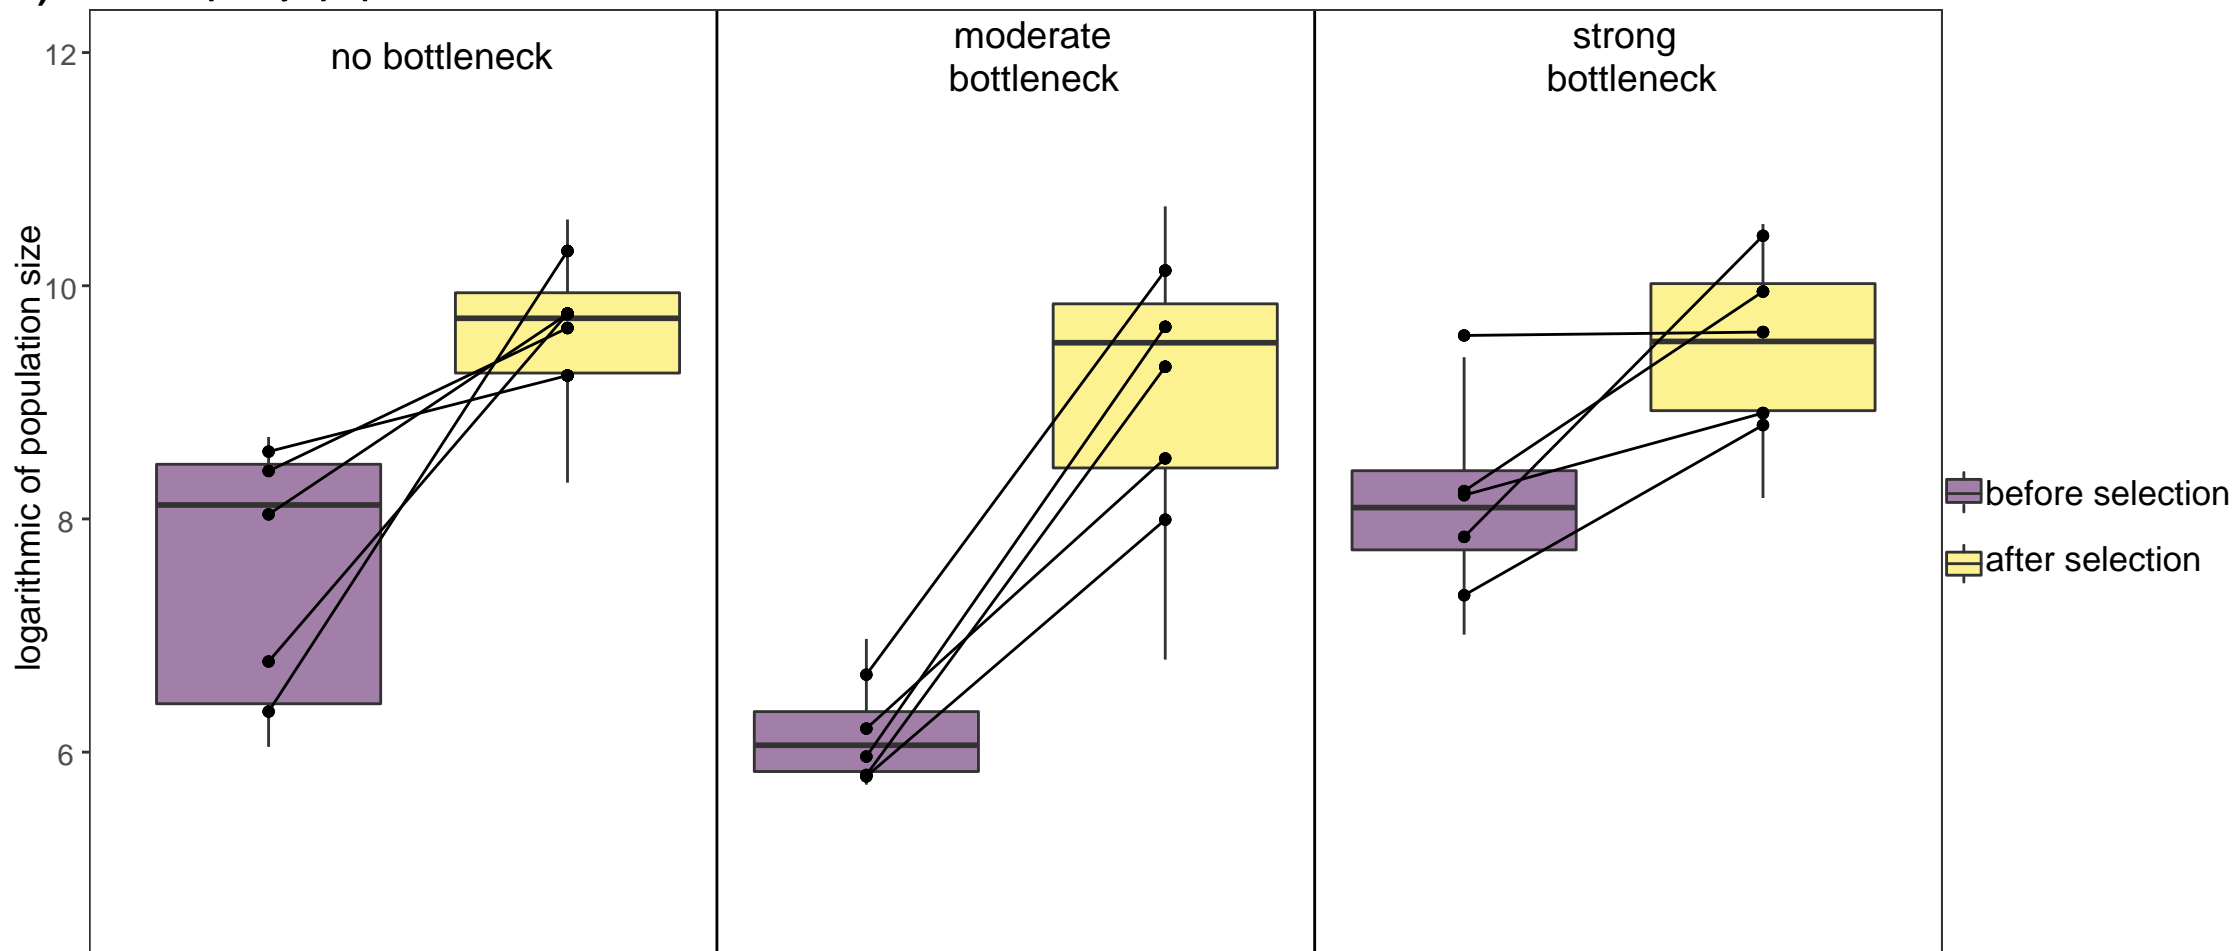 no bottleneck
moderate
bottleneck
strong
bottleneck
12
10
8
6
logarithmic of population size
before selection
after selection